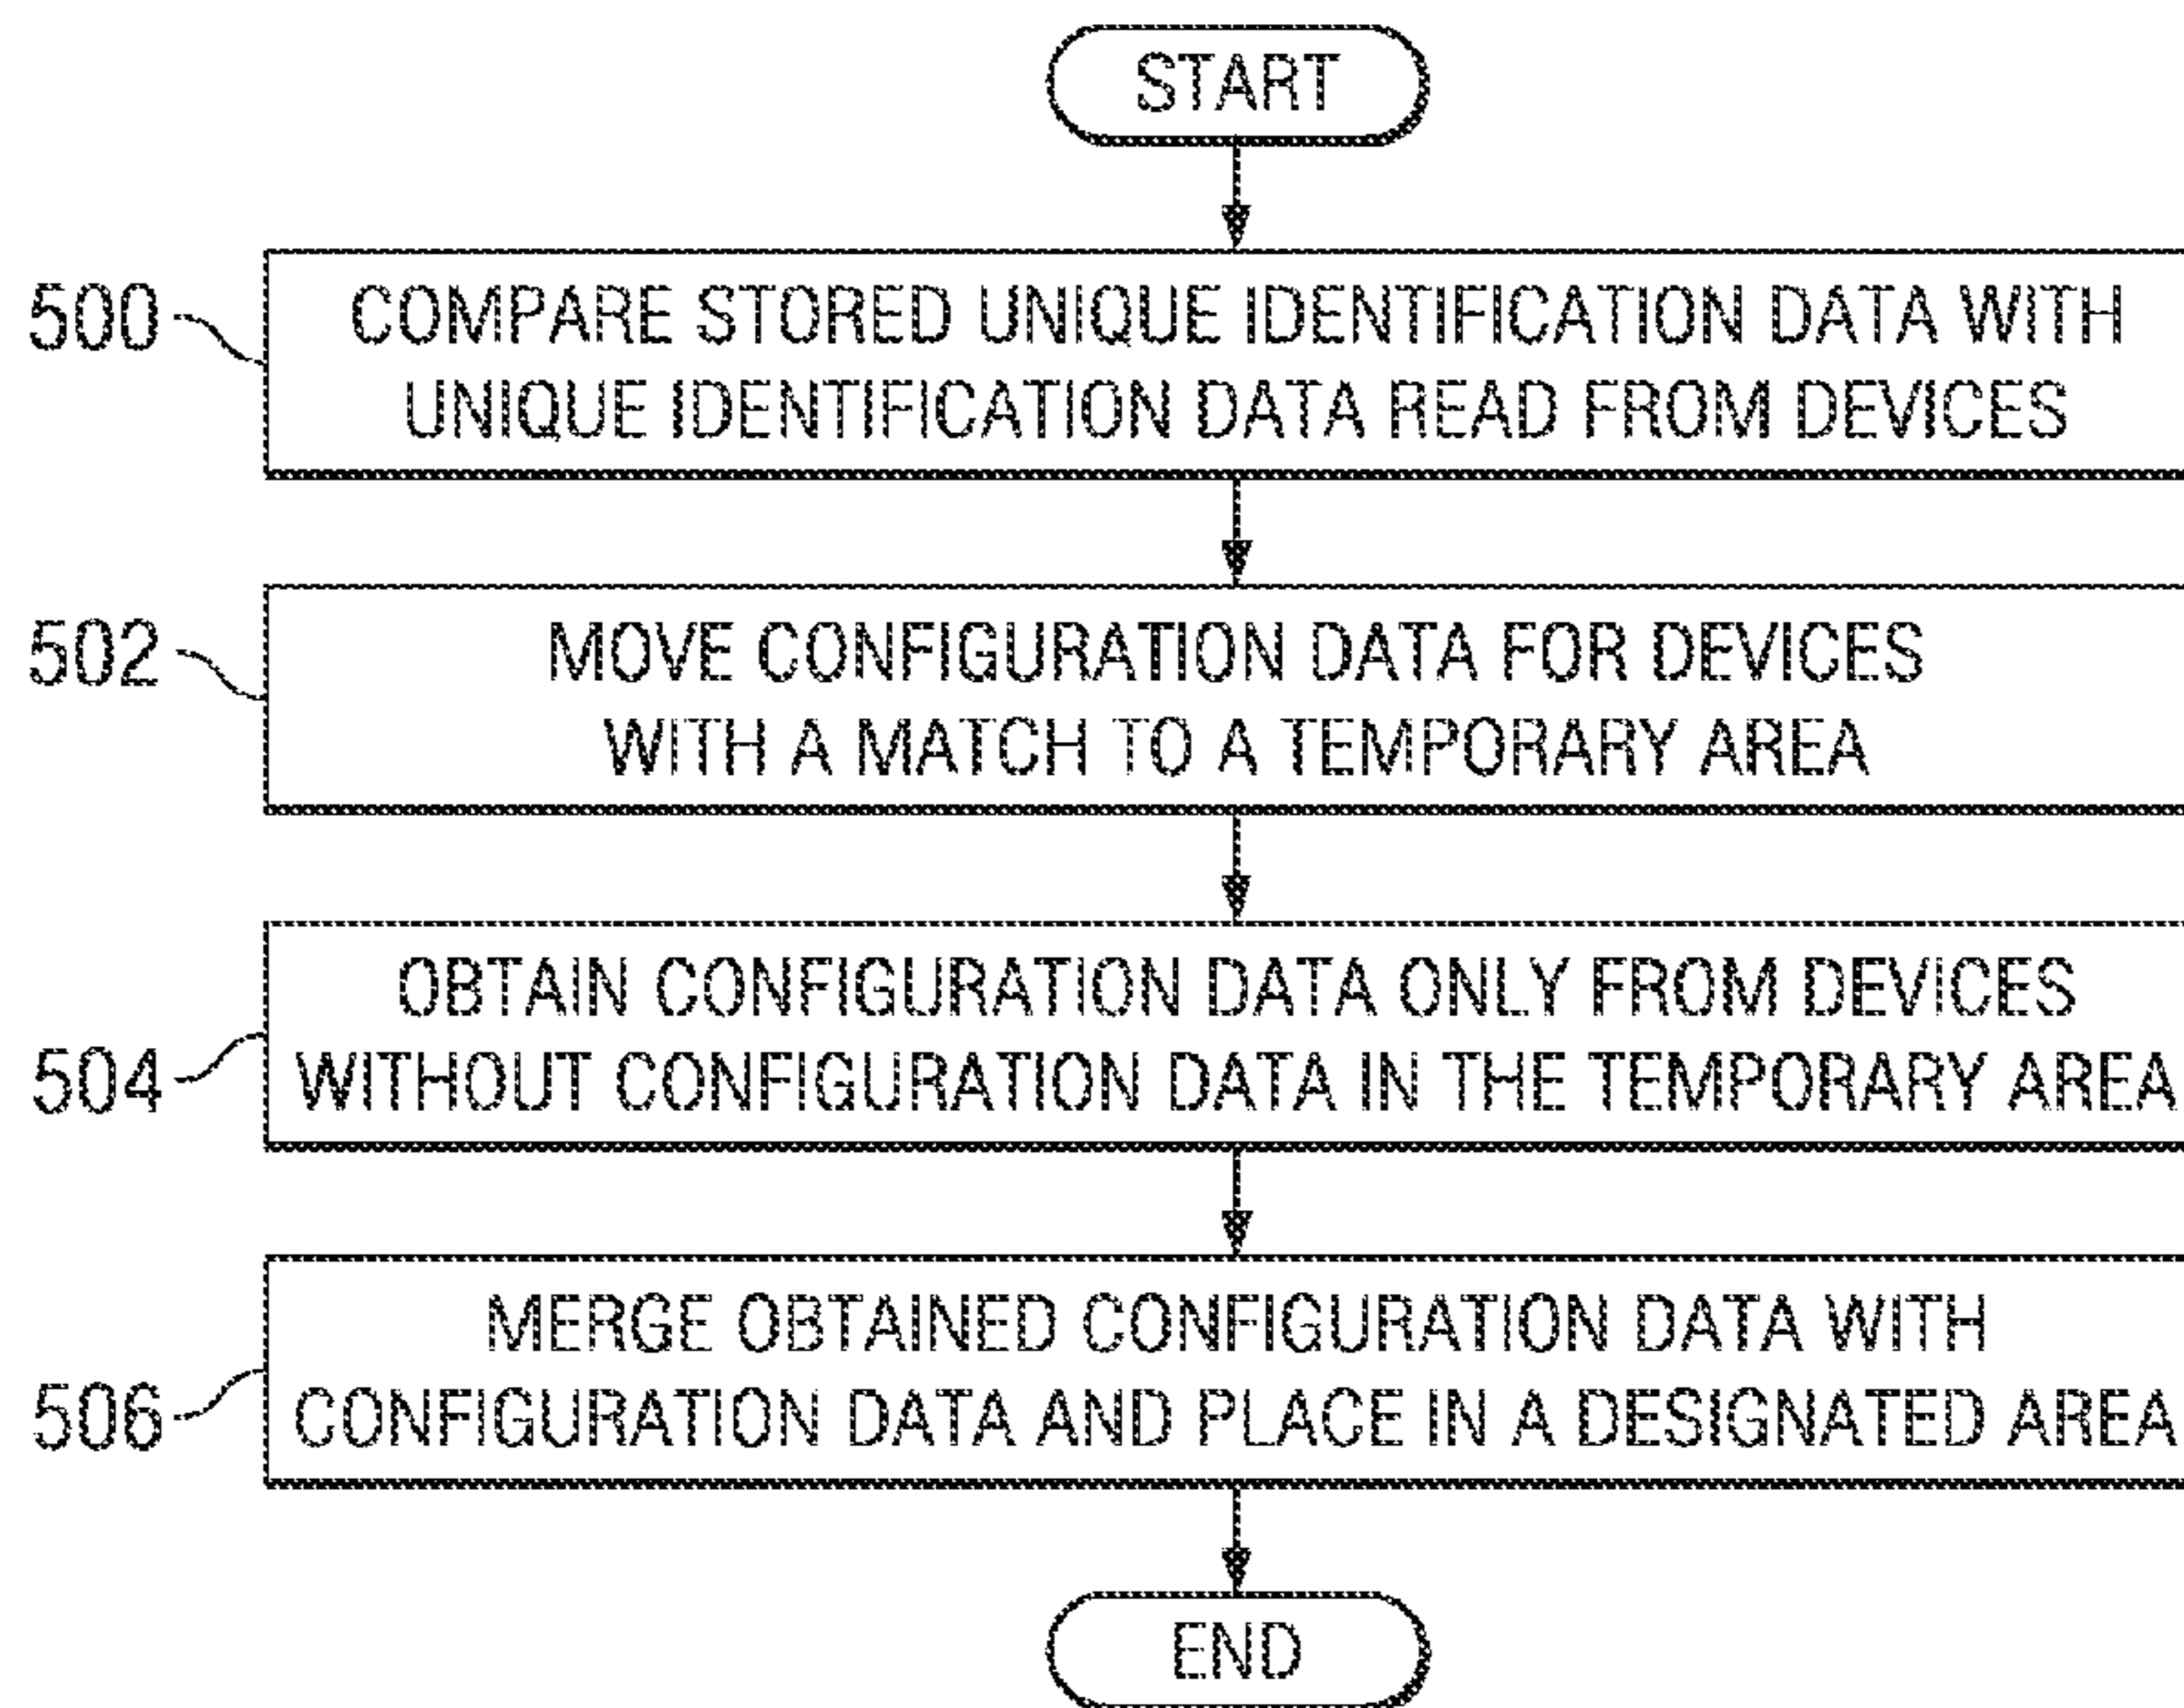 START
500
COMPARE STORED UNIQUE IDENTIFICATION DATA WITH
UNIQUE IDENTIFICATION DATA READ FROM DEVICES
502
MOVE CONFIGURATION DATA FOR DEVICES
WITH A MATCH TO A TEMPORARY AREA
504
OBTAIN CONFIGURATION DATA ONLY FROM DEVICES
WITHOUT CONFIGURATION DATA IN THE TEMPORARY AREA
506
MERGE OBTAINED CONFIGURATION DATA WITH
CONFIGURATION DATA AND PLACE IN A DESIGNATED AREA
END